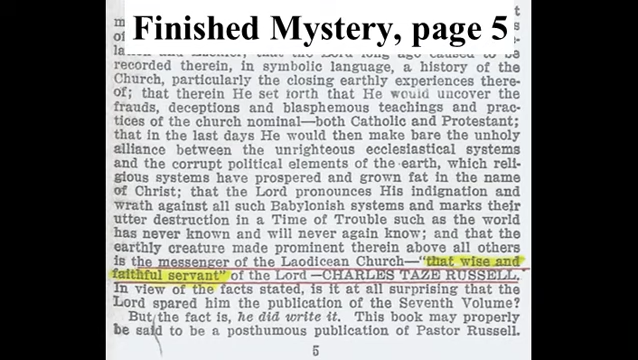 Finished Mystery, page 5
recorded therein, in symbolic language, a history of the
Church, particularly the closing earthly experiences there-
of; that therein He set forth that He would uncover the
frauds, deceptions and blasphemous teachings and prac-
tices of the church nominal—both Catholic and Protestant;
that in the last days He would then make bare the unholy
alliance between the unrighteous ecclesiastical systems
and the corrupt political elements of the earth, which reli-
gious systems have prospered and grown fat in the name
of Christ; that the Lord pronounces His indignation and
wrath against all such Babylonish systems and marks their
utter destruction in a Time of Trouble such as the world
has never known and will never again know; and that the
earthly creature made prominent therein above all others
is the messenger of the Laodicean Church—"that wise and
faithful servant" of the Lord—CHARLES TAZE RUSSELL.
In view of the facts stated, is it at all surprising that the
Lord spared him the publication of the Seventh Volume?
But the fact is, he did write it. This book may properly
be said to be a posthumous publication of Pastor Russell.
5